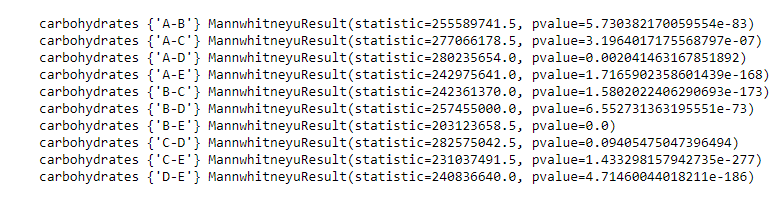 carbohydrates {'A-B'} MannwhitneyuResult(statistic=255589741.5, pvalue=5.730382170059554e-83)
carbohydrates {'A-C'} MannwhitneyuResult(statistic=277066178.5, pvalue=3.1964017175568797e-07)
carbohydrates {'A-D'} MannwhitneyuResult(statistic=280235654.0, pvalue=0.002041463167851892)
carbohydrates {'A-E'} MannwhitneyuResult(statistic=242975641.0, pvalue=1.7165902358601439e-168)
carbohydrates {'B-C'} MannwhitneyuResult(statistic=242361370.0, pvalue=1.5802022406290693e-173)
carbohydrates {'B-D'} MannwhitneyuResult(statistic=257455000.0, pvalue=6.552731363195551e-73)
carbohydrates {'B-E'} MannwhitneyuResult(statistic=203123658.5, pvalue=0.0)
carbohydrates {'C-D'} MannwhitneyuResult(statistic=282575042.5, pvalue=0.09405475047396494)
carbohydrates {'C-E'} MannwhitneyuResult(statistic=231037491.5, pvalue=1.433298157942735e-277)
carbohydrates {'D-E'} MannwhitneyuResult(statistic=240836640.0, pvalue=4.71460044018211e-186)